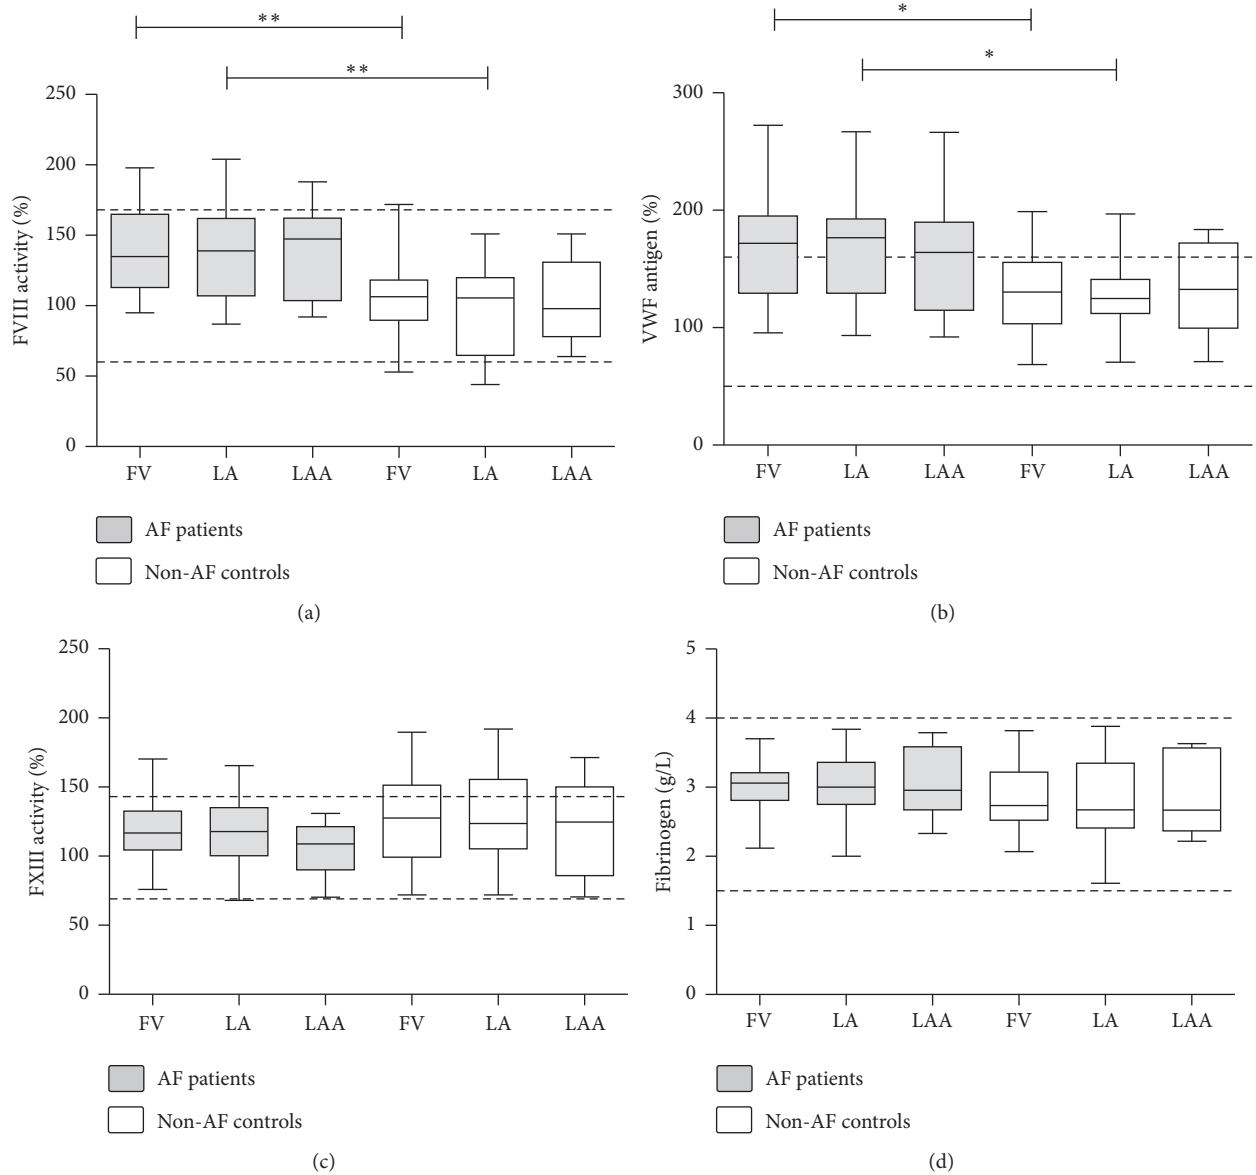 **
**
250
200
150
100
50
0
FVIII activity (%)
FV LA LAA FV LA LAA
AF patients
Non-AF controls
(a)
*
*
300
200
100
0
VWF antigen (%)
FV LA LAA FV LA LAA
AF patients
Non-AF controls
(b)
250
200
150
100
50
0
FXIII activity (%)
FV LA LAA FV LA LAA
AF patients
Non-AF controls
(c)
5
4
3
2
1
0
Fibrinogen (g/L)
FV LA LAA FV LA LAA
AF patients
Non-AF controls
(d)